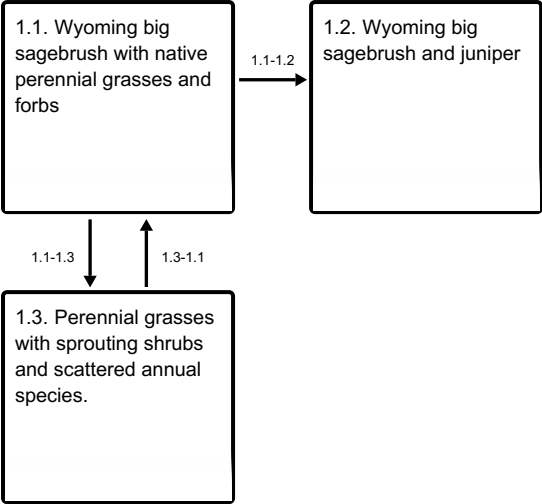 1.1. Wyoming big
sagebrush with native
perennial grasses and
forbs
1.1-1.2
1.2. Wyoming big
sagebrush and juniper
1.1-1.3
1.3-1.1
1.3. Perennial grasses
with sprouting shrubs
and scattered annual
species.